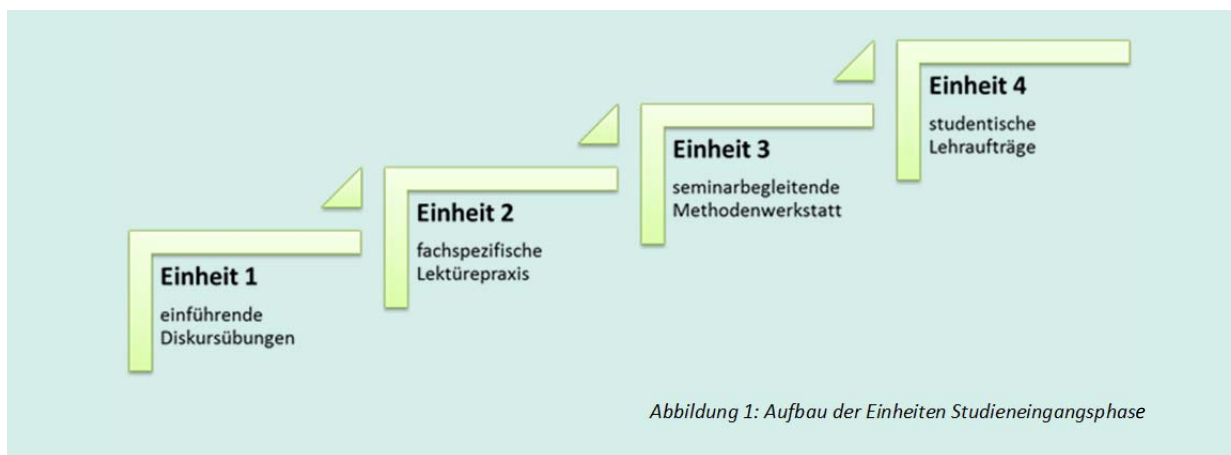 Einheit 1
einführende
Diskursübungen
Einheit 2
fachspezifische
Lektürepraxis
Einheit 3
seminarbegleitende
Methodenwerkstatt
Einheit 4
studentische
Lehraufträge
Abbildung 1: Aufbau der Einheiten Studieneingangsphase